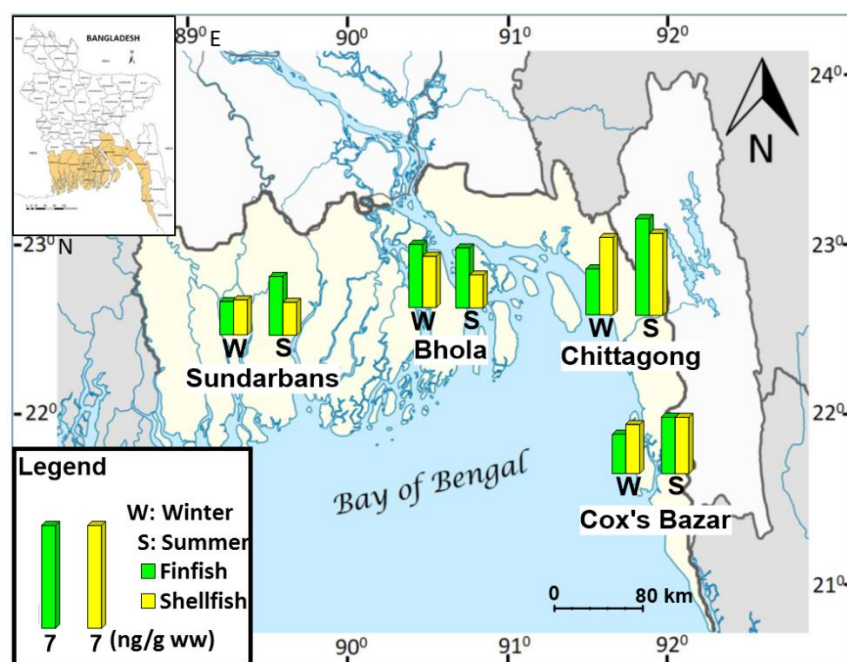 BANGLADESH
N
89⁰ E
90⁰
91⁰
92⁰
24⁰
N
23⁰ N
23⁰
W S
Sundarbans
W S
Bhola
W S
Chittagong
22⁰
22⁰
W S
Cox's Bazar
Bay of Bengal
Legend
W: Winter
S: Summer
Finfish
Shellfish
7 7 (ng/g ww)
0 80 km
21⁰
90⁰
91⁰
92⁰